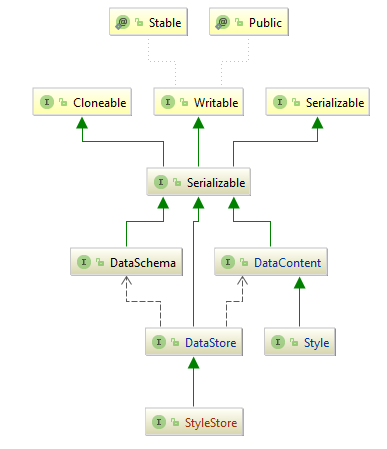 Stable
Public
Cloneable
Writable
Serializable
Serializable
DataSchema
DataContent
DataStore
Style
StyleStore